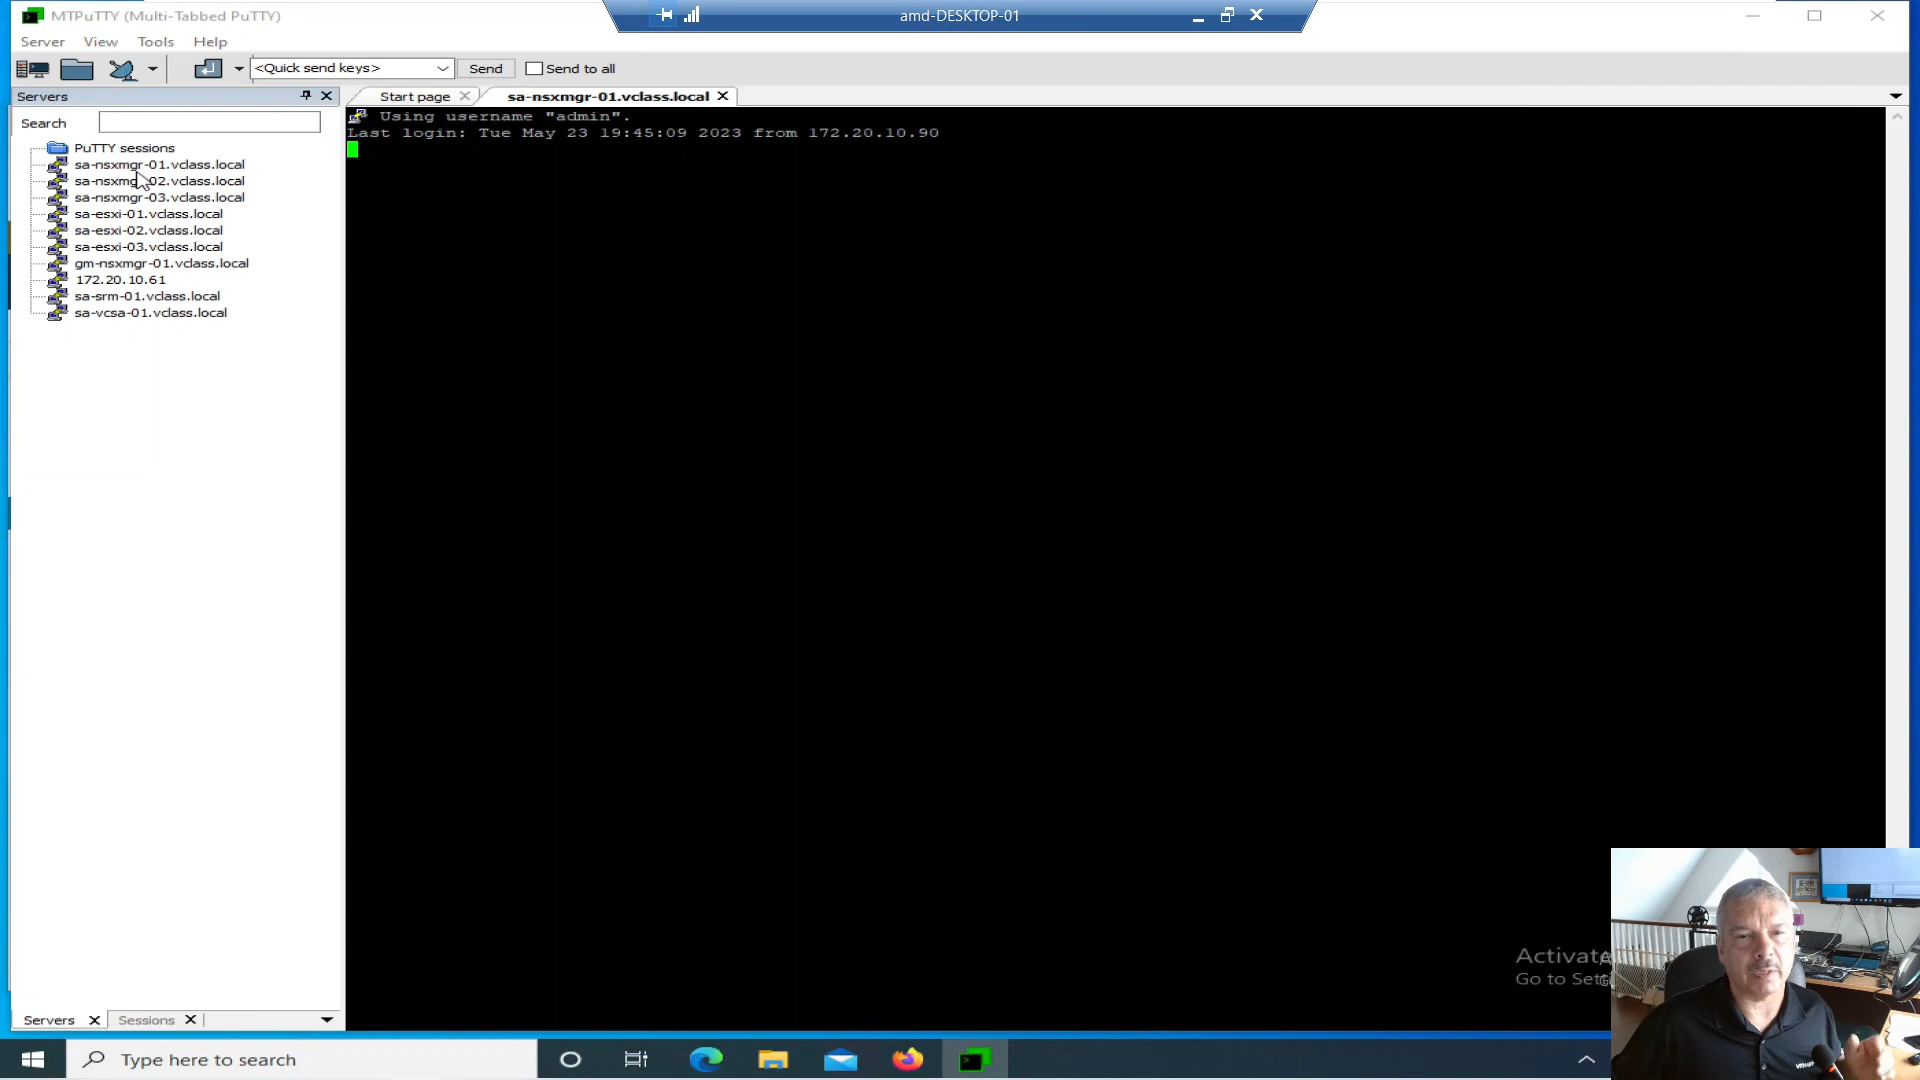 MTPuTTY (Multi-Tabbed PuTTY)
amd-DESKTOP-01
Server View Tools Help
<Quick send keys>
Send
Send to all
Servers
Start page
sa-nsxmgr-01.vclass.local
Search
Using username "admin".
Last login: Tue May 23 19:45:09 2023 from 172.20.10.90
PuTTY sessions
sa-nsxmgr-01.vclass.local
sa-nsxmgr-02.vclass.local
sa-nsxmgr-03.vclass.local
sa-esxi-01.vclass.local
sa-esxi-02.vclass.local
sa-esxi-03.vclass.local
gm-nsxmgr-01.vclass.local
172.20.10.61
sa-srm-01.vclass.local
sa-vcsa-01.vclass.local
Activate
Go to Setti
Servers
Sessions
Type here to search